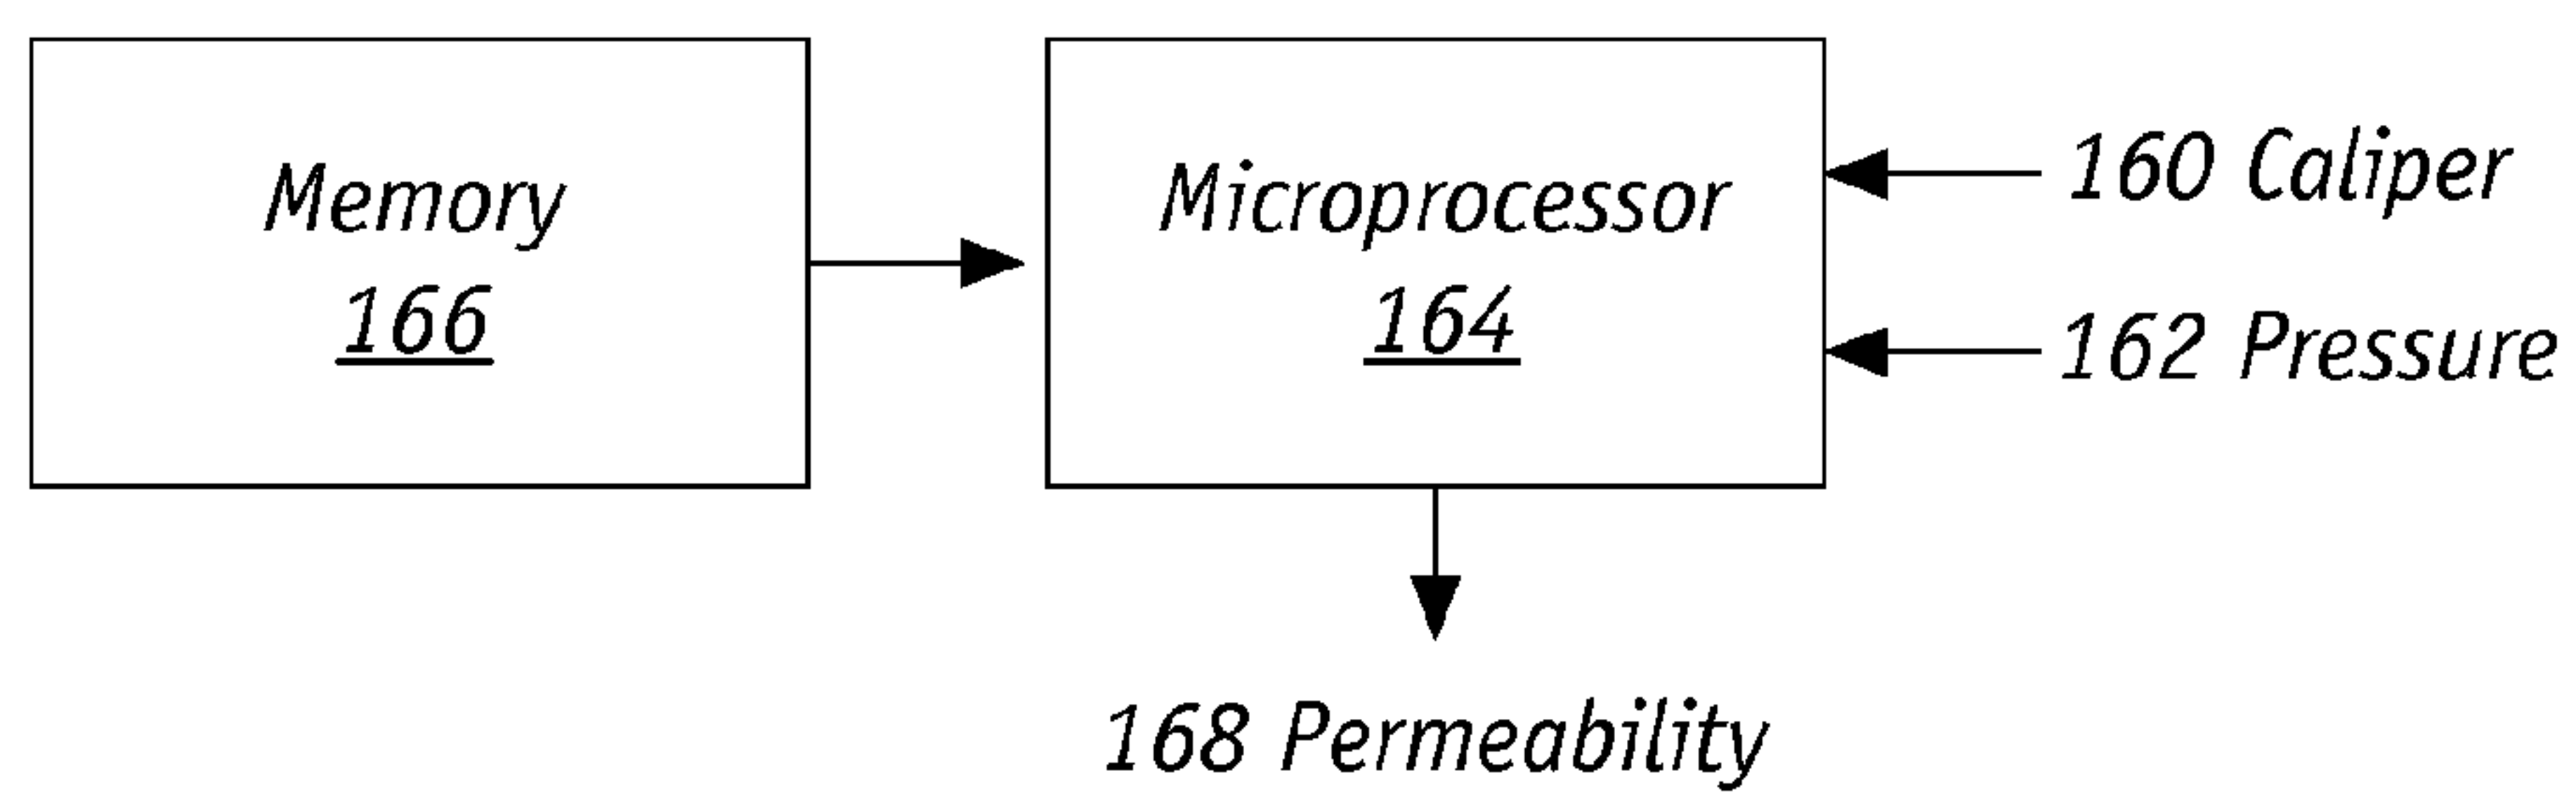 Memory
166
Microprocessor
164
160 Caliper
162 Pressure
168 Permeability